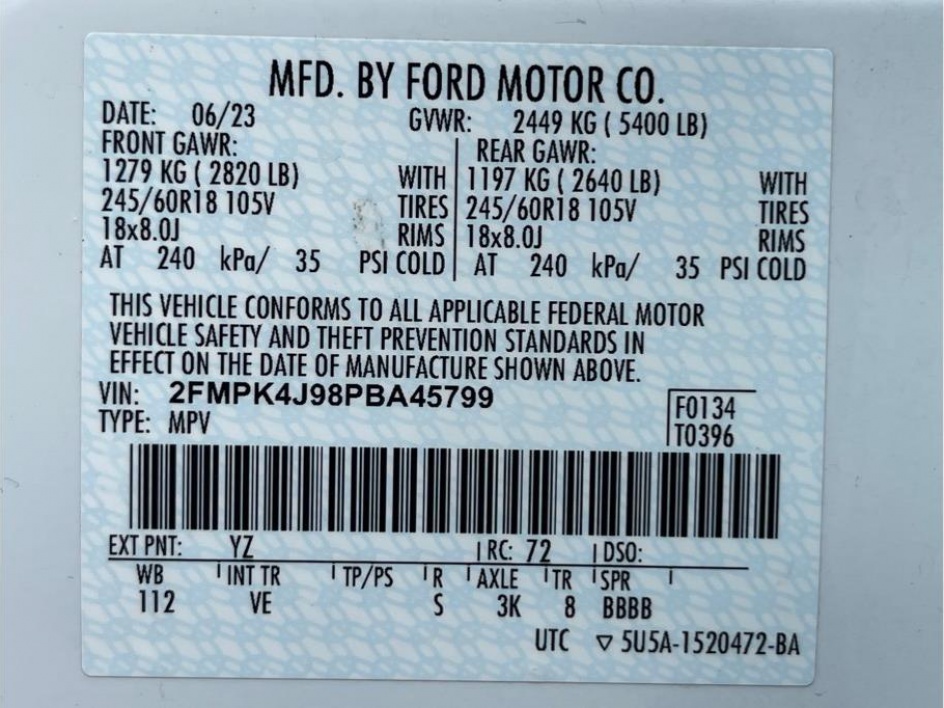 MFD. BY FORD MOTOR CO.
DATE: 06/23 GVWR: 2449 KG ( 5400 LB)
FRONT GAWR: REAR GAWR:
1279 KG ( 2820 LB) WITH 1197 KG ( 2640 LB) WITH
245/60R18 105V TIRES 245/60R18 105V TIRES
18x8.0J RIMS 18x8.0J RIMS
AT 240 kPa/ 35 PSI COLD AT 240 kPa/ 35 PSI COLD
THIS VEHICLE CONFORMS TO ALL APPLICABLE FEDERAL MOTOR
VEHICLE SAFETY AND THEFT PREVENTION STANDARDS IN
EFFECT ON THE DATE OF MANUFACTURE SHOWN ABOVE.
VIN: 2FMPK4J98PBA45799 F0134
TYPE: MPV T0396
EXT PNT: YZ RC: 72 DSO:
WB INT TR TP/PS R AXLE TR SPR
112 VE S 3K 8 BBBB
UTC ▽ 5U5A-1520472-BA